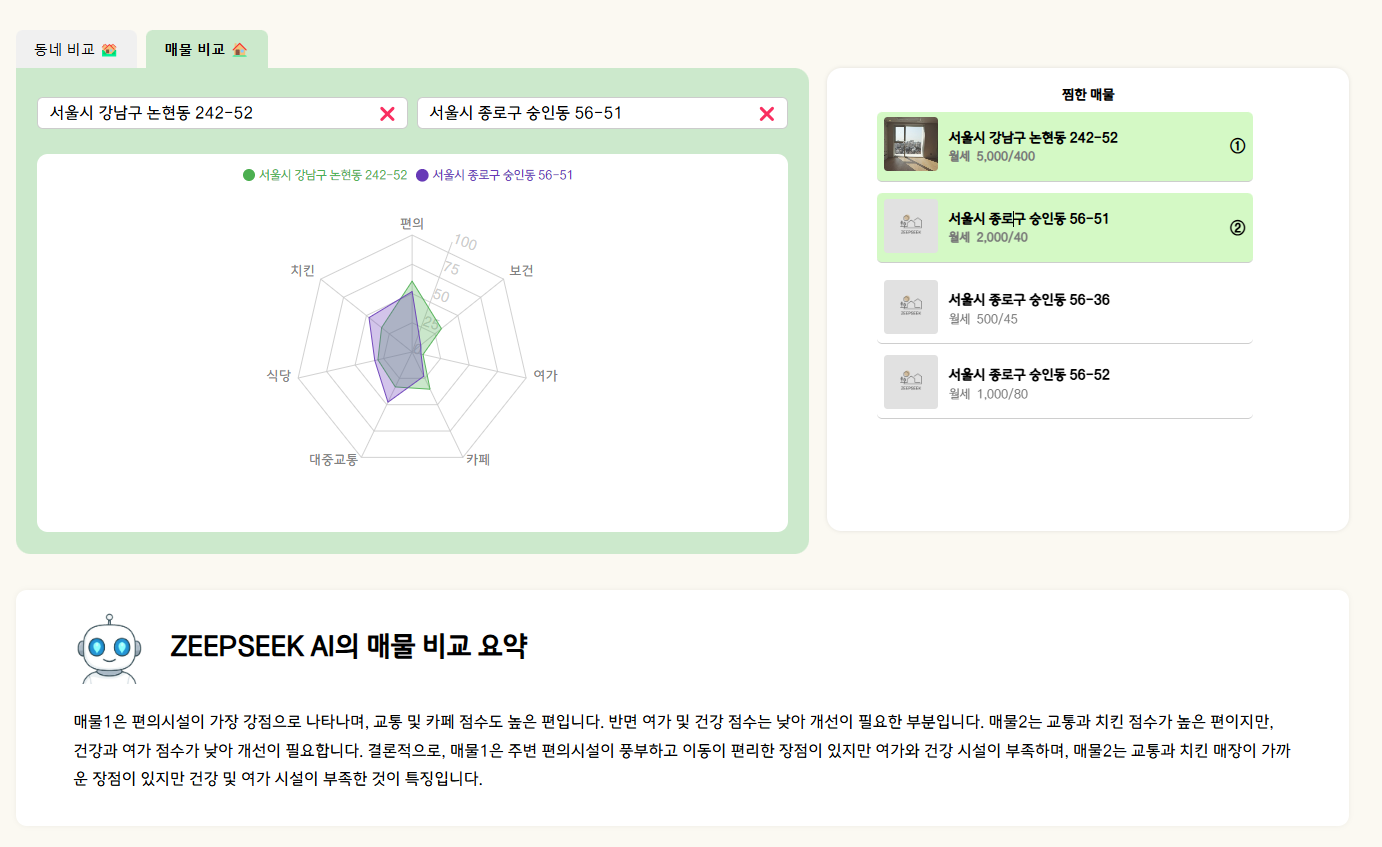 동네 비교
매물 비교
서울시 강남구 논현동 242-52
서울시 종로구 숭인동 56-51
서울시 강남구 논현동 242-52
서울시 종로구 숭인동 56-51
편의
100
75
50
25
치킨
보건
식당
여가
대중교통
카페
찜한 매물
서울시 강남구 논현동 242-52
월세 5,000/400
①
서울시 종로구 숭인동 56-51
월세 2,000/40
②
ZEEPSEEK
서울시 종로구 숭인동 56-36
월세 500/45
ZEEPSEEK
서울시 종로구 숭인동 56-52
월세 1,000/80
ZEEPSEEK
ZEEPSEEK AI의 매물 비교 요약
매물1은 편의시설이 가장 강점으로 나타나며, 교통 및 카페 점수도 높은 편입니다. 반면 여가 및 건강 점수는 낮아 개선이 필요한 부분입니다. 매물2는 교통과 치킨 점수가 높은 편이지만,
건강과 여가 점수가 낮아 개선이 필요합니다. 결론적으로, 매물1은 주변 편의시설이 풍부하고 이동이 편리한 장점이 있지만 여가와 건강 시설이 부족하며, 매물2는 교통과 치킨 매장이 가까
운 장점이 있지만 건강 및 여가 시설이 부족한 것이 특징입니다.